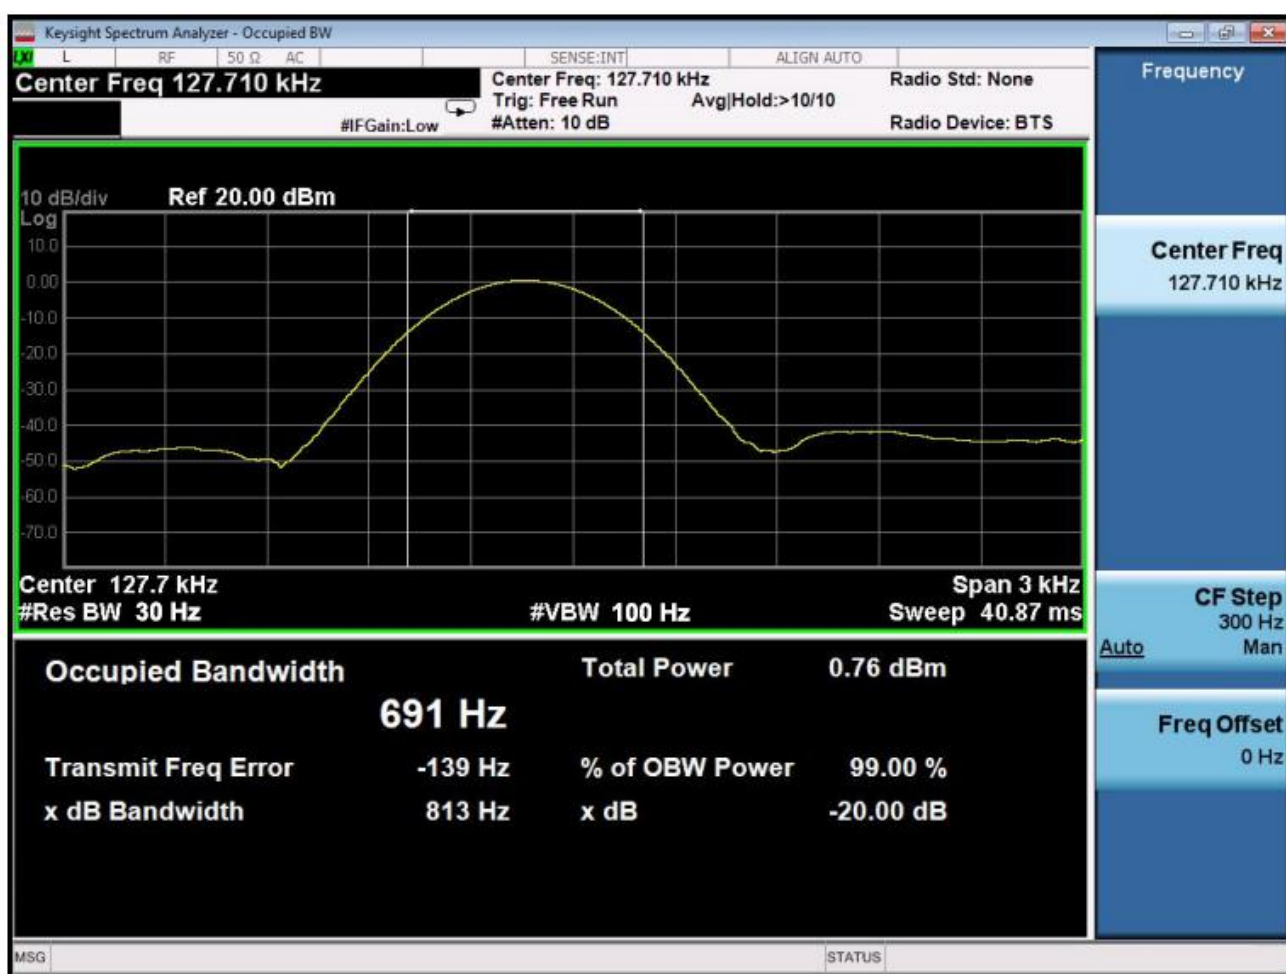 Keysight Spectrum Analyzer - Occupied BW
LXI L RF 50 Ω AC SENSE:INT ALIGN AUTO
Center Freq 127.710 kHz
Center Freq: 127.710 kHz Radio Std: None
Trig: Free Run Avg|Hold:>10/10
#IFGain:Low #Atten: 10 dB Radio Device: BTS
10 dB/div Ref 20.00 dBm
Log
10.0
0.00
-10.0
-20.0
-30.0
-40.0
-50.0
-60.0
-70.0
Center 127.7 kHz Span 3 kHz
#Res BW 30 Hz #VBW 100 Hz Sweep 40.87 ms
Occupied Bandwidth Total Power 0.76 dBm
691 Hz
Transmit Freq Error -139 Hz % of OBW Power 99.00 %
x dB Bandwidth 813 Hz x dB -20.00 dB
MSG STATUS
Frequency
Center Freq
127.710 kHz
CF Step
300 Hz
Auto Man
Freq Offset
0 Hz